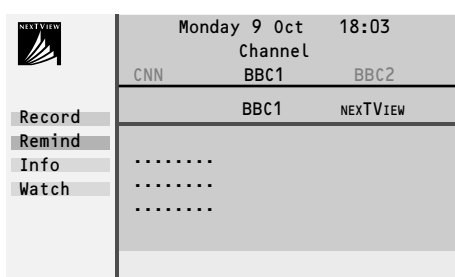 NEXTVIEW
Monday 9 Oct 18:03
Channel
CNN BBC1 BBC2
BBC1 NEXTVIEW
Record
Remind
Info
Watch
........
........
........